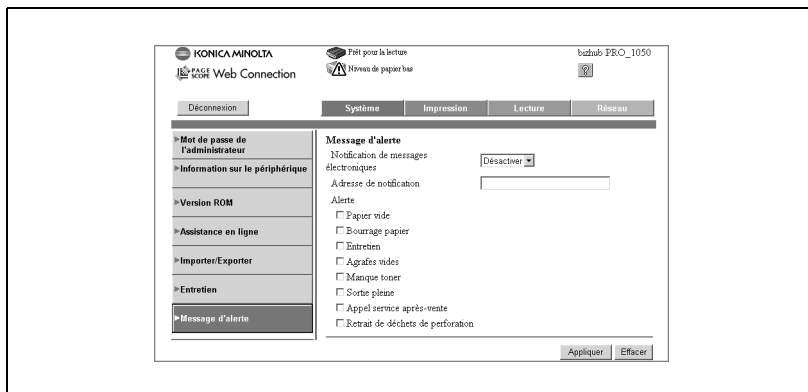 KONICA MINOLTA
PAGE SCOPE Web Connection
Prêt pour la lecture
Niveau de papier bas
bizhub PRO_1050
?
Déconnexion
Système
Impression
Lecture
Réseau
Mot de passe de
l'administrateur
Information sur le périphérique
Version ROM
Assistance en ligne
Importer/Exporter
Entretien
Message d'alerte
Message d'alerte
Notification de messages
électroniques
Désactiver
Adresse de notification
Alerte
Papier vide
Bourrage papier
Entretien
Agrafes vides
Manque toner
Sortie pleine
Appel service après-vente
Retrait de déchets de perforation
Appliquer
Effacer